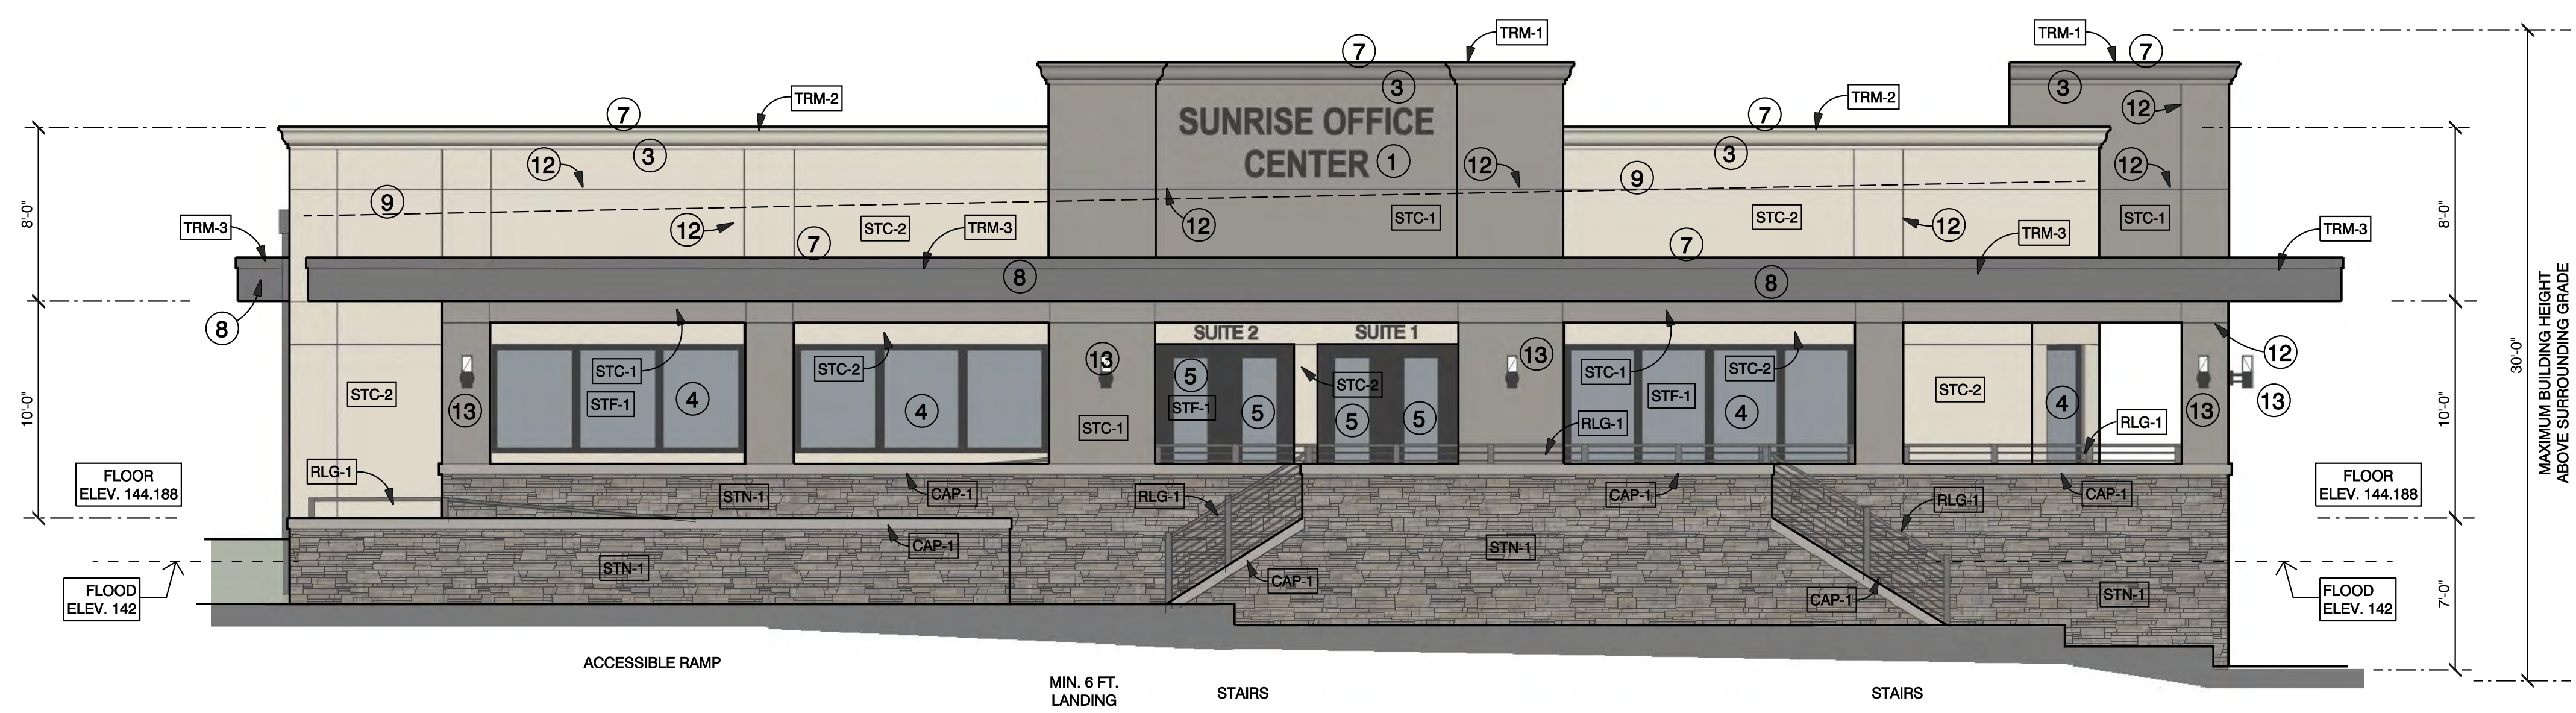 TRM-1
TRM-1
7
7
TRM-2
7
3
TRM-2
7
3
12
SUNRISE OFFICE
CENTER
1
3
12
3
12
12
12
9
9
8'-0"
8'-0"
TRM-3
12
STC-2
TRM-3
7
12
STC-1
STC-2
12
TRM-3
STC-1
TRM-3
7
8
8
8
MAXIMUM BUILDING HEIGHT
ABOVE SURROUNDING GRADE
30'-0"
SUITE 2
SUITE 1
13
13
12
STC-1
STC-2
5
STC-2
STC-1
STC-2
STC-2
STC-2
13
STF-1
4
4
STF-1
5
5
5
STF-1
4
4
13
13
10'-0"
10'-0"
STC-1
RLG-1
RLG-1
FLOOR
ELEV. 144.188
RLG-1
STN-1
CAP-1
RLG-1
CAP-1
RLG-1
CAP-1
FLOOR
ELEV. 144.188
CAP-1
STN-1
STN-1
CAP-1
CAP-1
STN-1
FLOOD
ELEV. 142
FLOOD
ELEV. 142
7'-0"
ACCESSIBLE RAMP
MIN. 6 FT.
LANDING
STAIRS
STAIRS